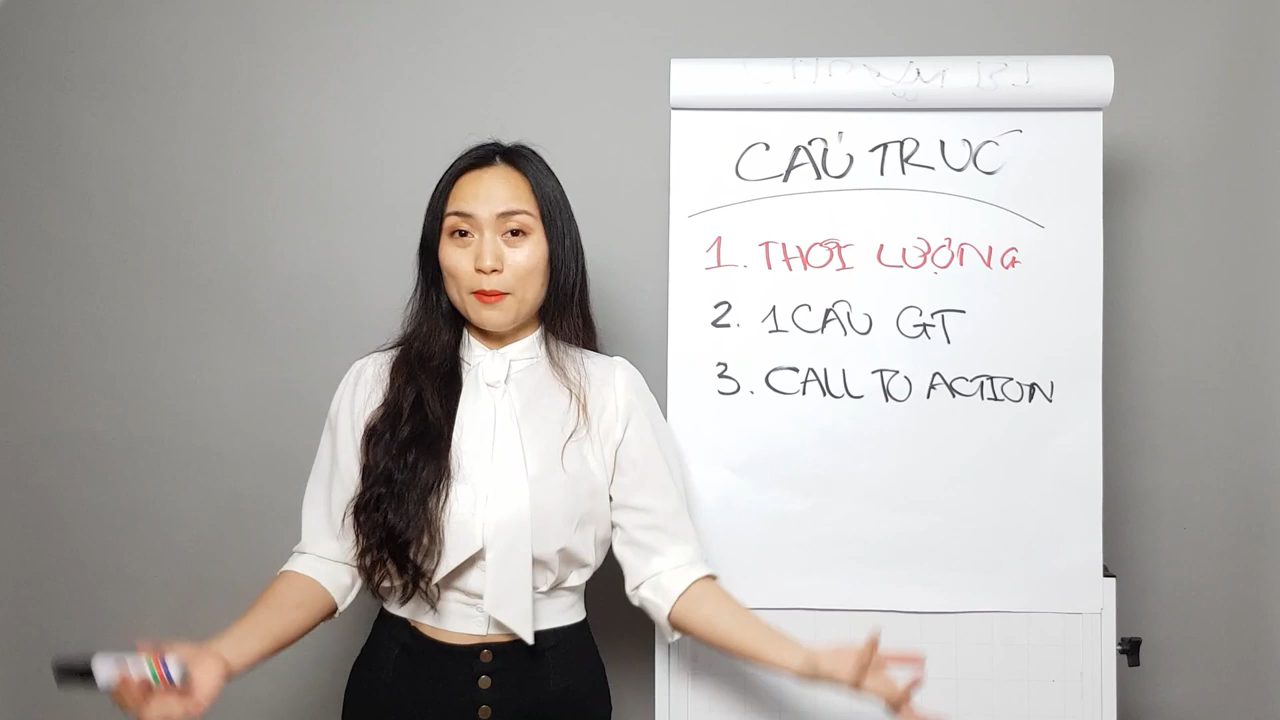 CẤU TRÚC
1. THỜI LƯỢNG
2. 1 CÂU GT
3. CALL TO ACTION